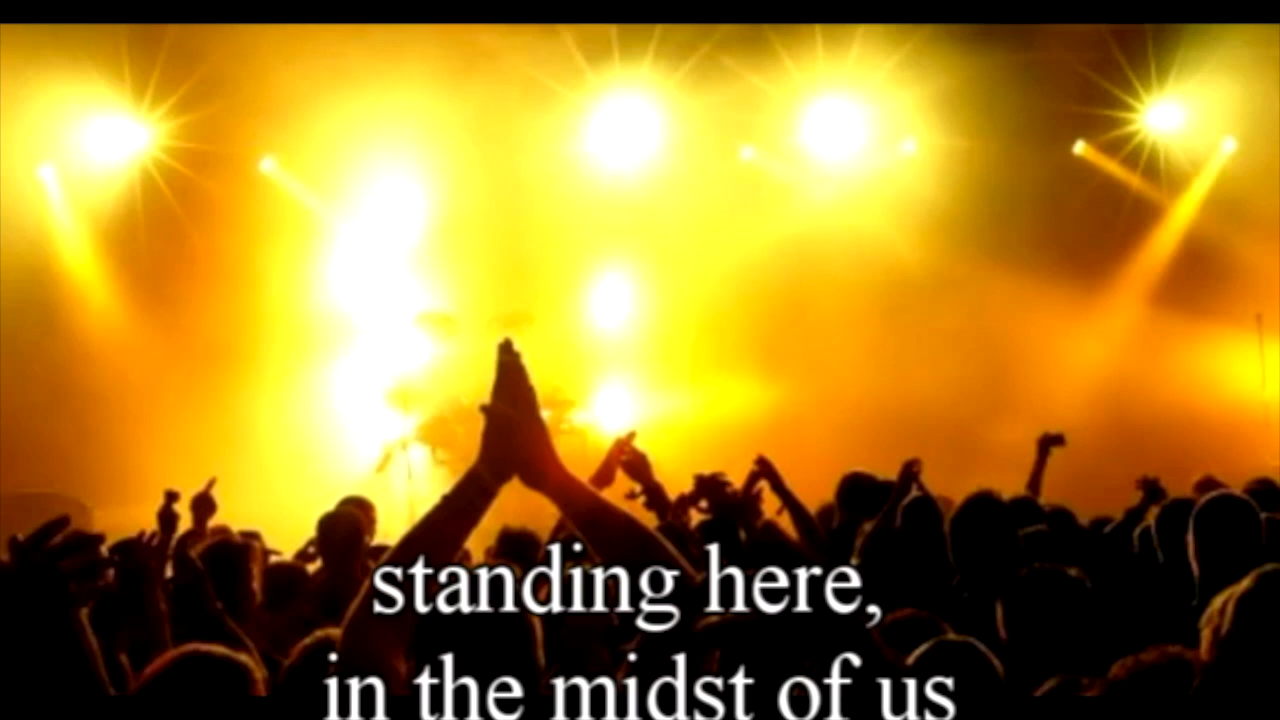 standing here,
in the midst of us